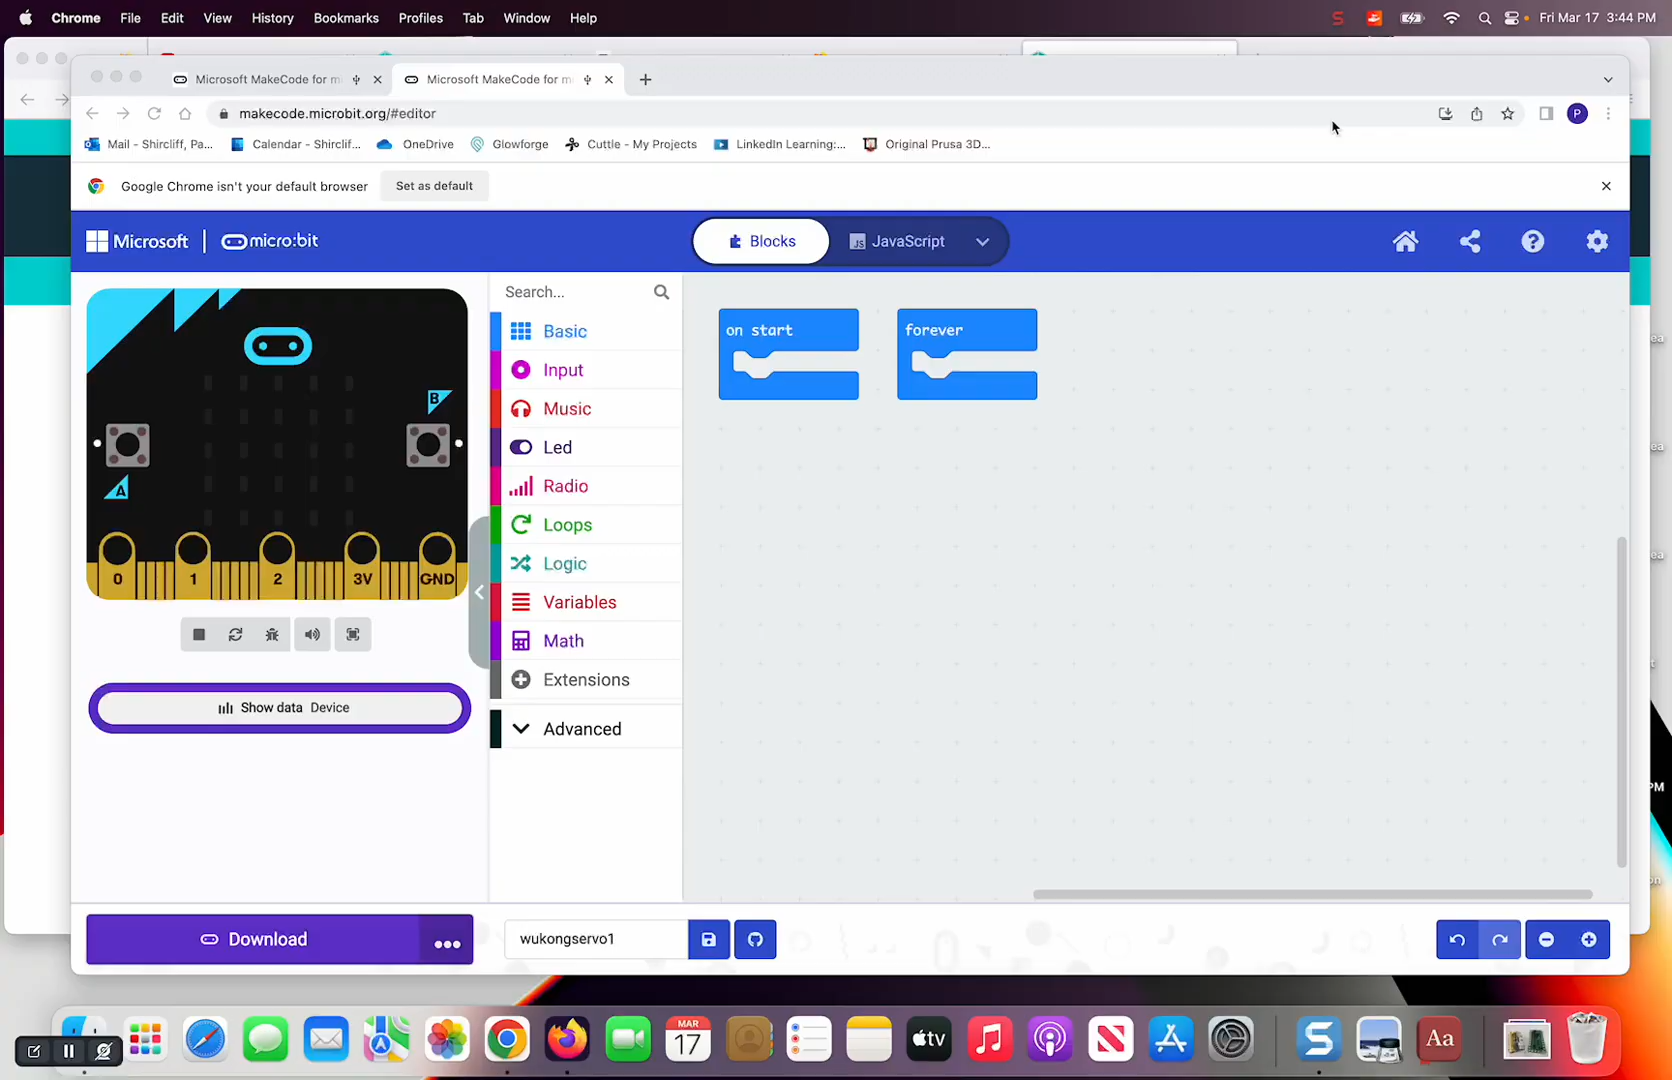 Chrome File Edit View History Bookmarks Profiles Tab Window Help Fri Mar 17 3:44 PM
Microsoft MakeCode for m Microsoft MakeCode for m
makecode.microbit.org/#editor P
Mail - Shircliff, Pa... Calendar - Shirclif... OneDrive Glowforge Cuttle - My Projects LinkedIn Learning:... Original Prusa 3D...
Google Chrome isn't your default browser Set as default
Microsoft micro:bit Blocks JS JavaScript
Search...
on start forever
Basic
Input
Music
B
Led
A
Radio
Loops
Logic
0 1 2 3V GND
Variables
Math
Extensions
Show data Device
Advanced
PM
Download ... wukongservo1
MAR
17
tv
S
Aa